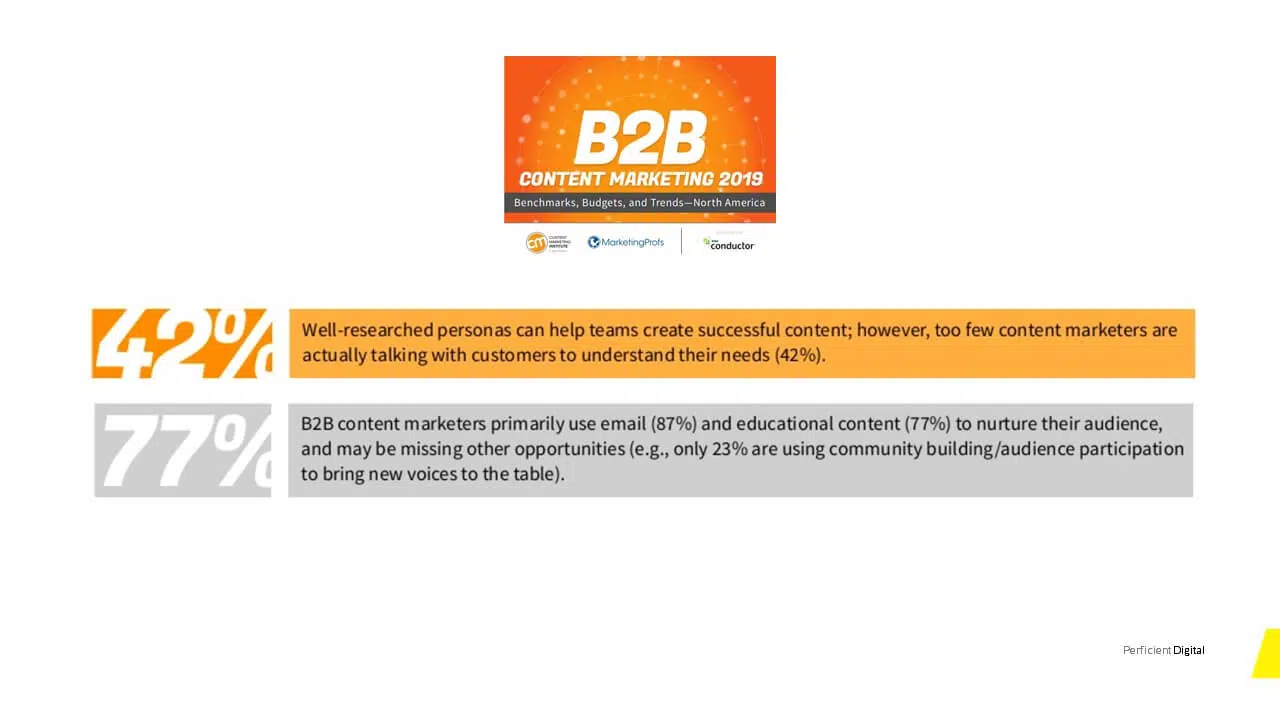 B2B
CONTENT MARKETING 2019
Benchmarks, Budgets, and Trends—North America
CONTENT
MARKETING
INSTITUTE
MarketingProfs
conductor
42%
Well-researched personas can help teams create successful content; however, too few content marketers are
actually talking with customers to understand their needs (42%).
77%
B2B content marketers primarily use email (87%) and educational content (77%) to nurture their audience,
and may be missing other opportunities (e.g., only 23% are using community building/audience participation
to bring new voices to the table).
Perficient Digital